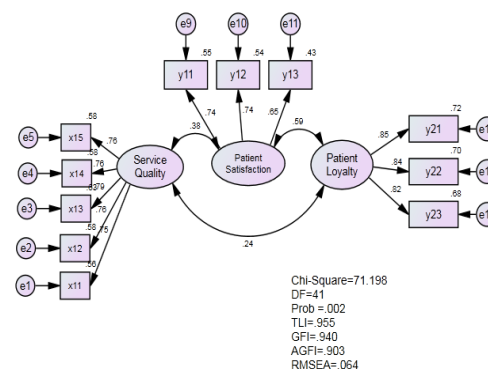 e9
e10
e11
.55
.54
.43
y11
y12
y13
.74
.74
.65
.38
.59
.72
.58
e5
x15
.76
.85
y21
e1
.58
e4
x14
.76
Service
Quality
Patient
Satisfaction
Patient
Loyalty
.84
.70
y22
e1
.79
e3
x13
.76
.82
.68
y23
e1
.58
.75
e2
x12
.24
.56
e1
x11
Chi-Square=71.198
DF=41
Prob =.002
TLI=.955
GFI=.940
AGFI=.903
RMSEA=.064